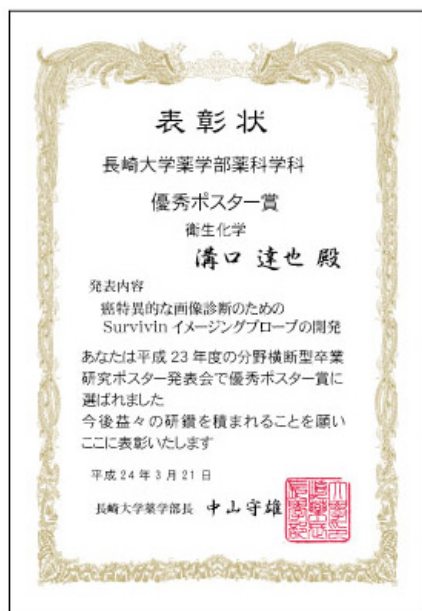 表彰状
長崎大学薬学部薬科学科
優秀ポスター賞
衛生化学
溝口 達也 殿
発表内容
癌特異的な画像診断のための
Survivin イメージングプローブの開発
あなたは平成 23 年度の分野横断型卒業
研究ポスター発表会で優秀ポスター賞に
選ばれました
今後益々の研鑽を積まれることを願い
ここに表彰いたします
平成 24 年 3 月 21 日
長崎大学薬学部長 中山守雄